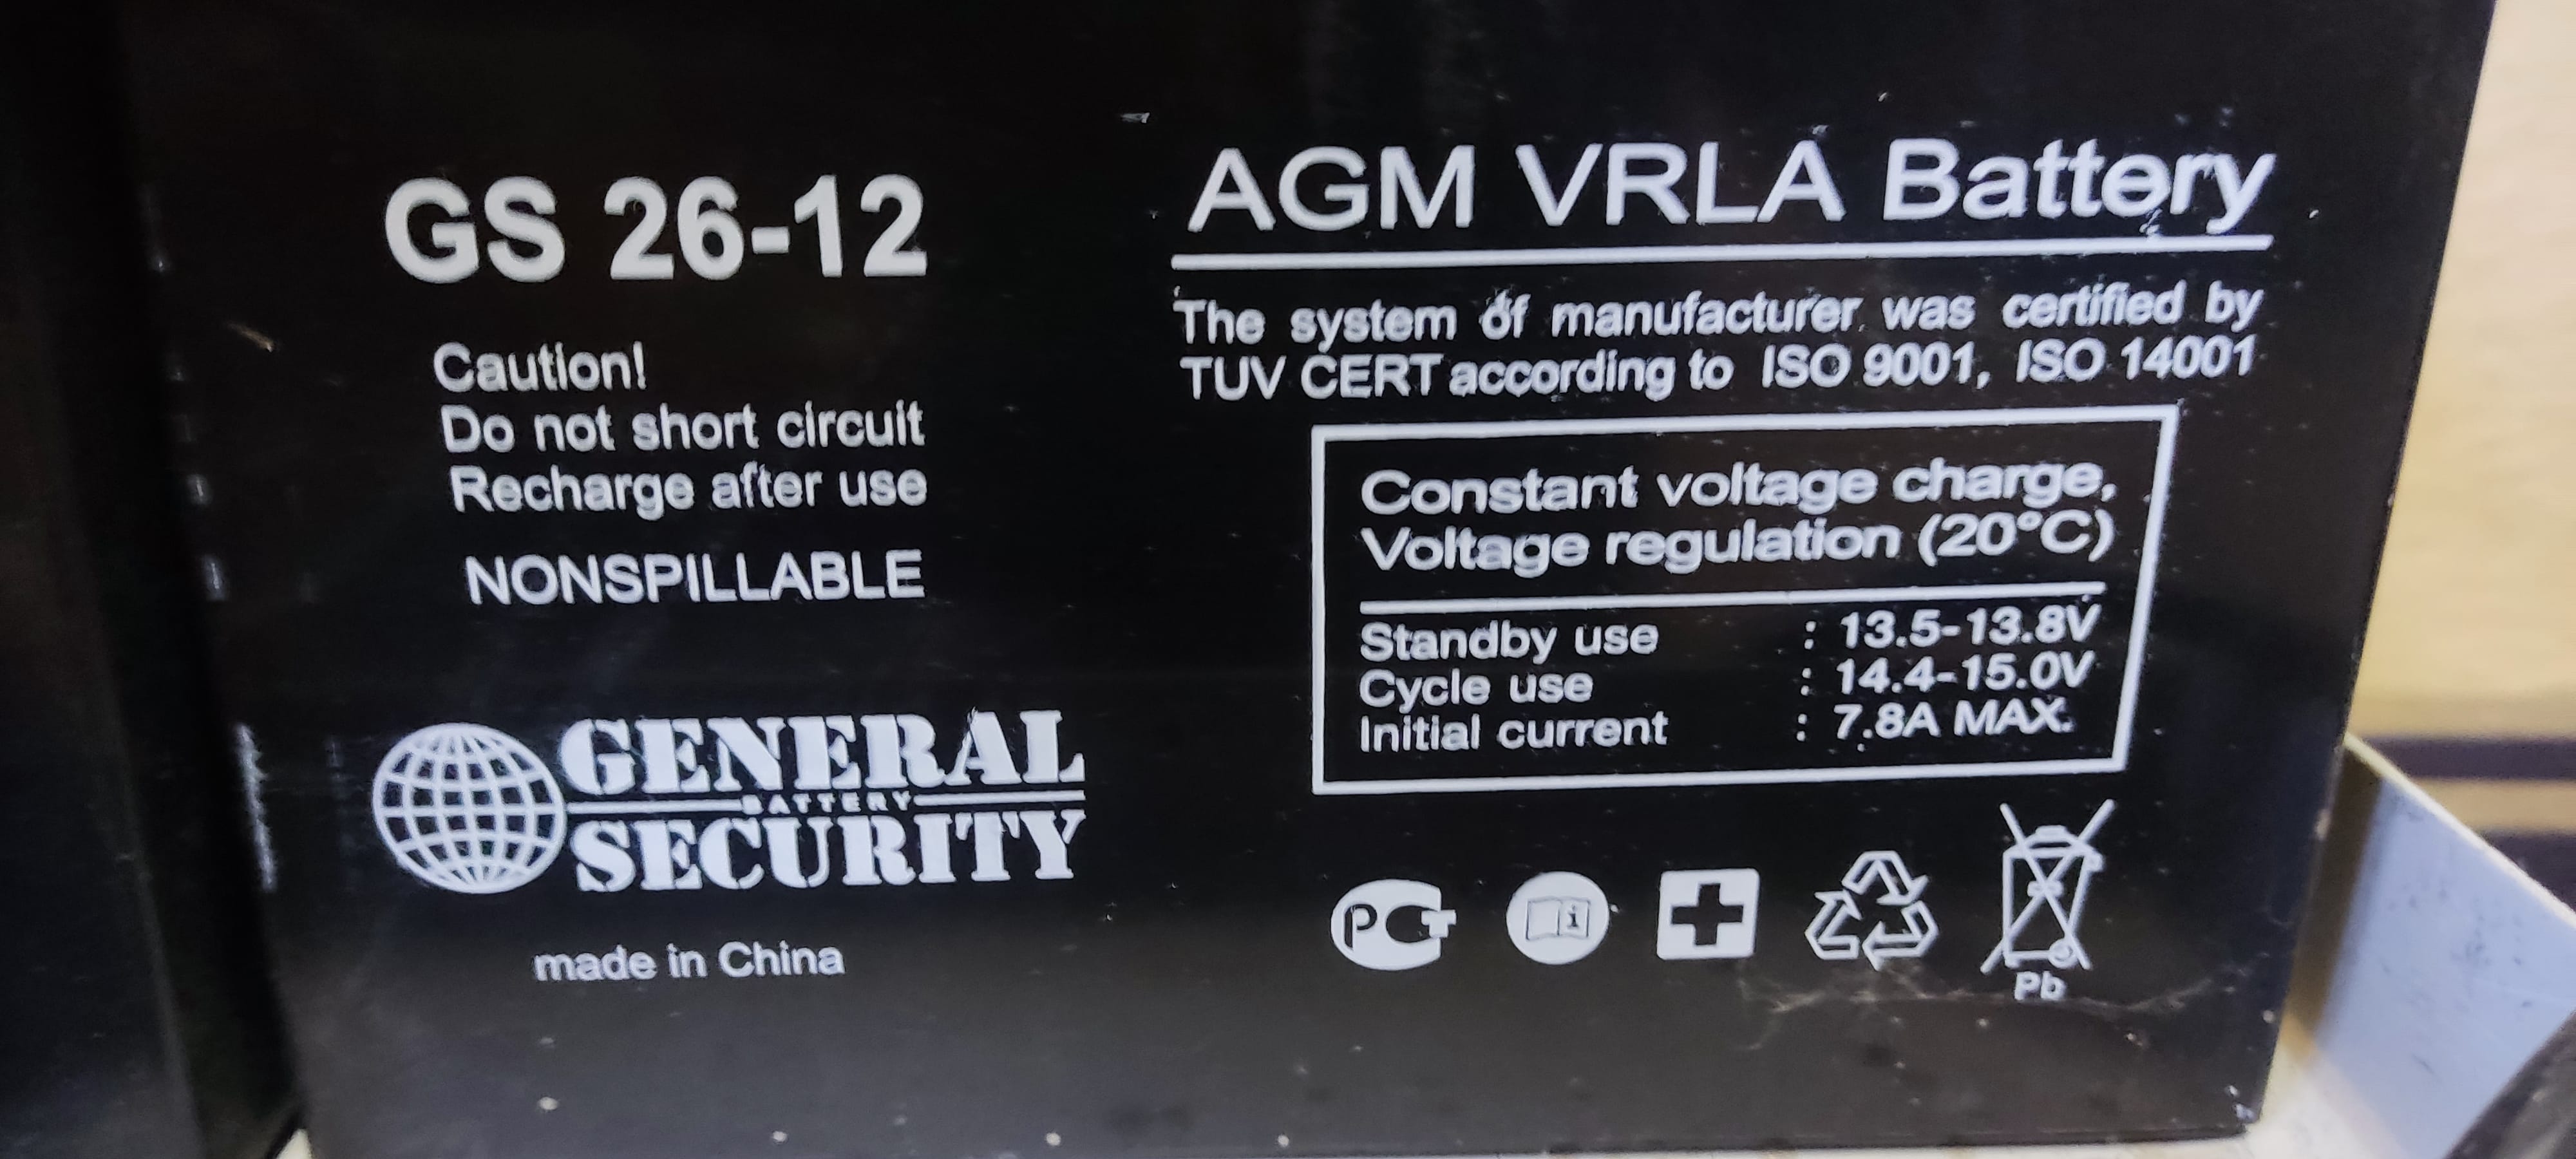 GS 26-12
Caution!
Do not short circuit
Recharge after use
NONSPILLABLE
GENERAL
BATTERY
SECURITY
made in China
AGM VRLA Battery
The system of manufacturer was certified by
TUV CERT according to ISO 9001, ISO 14001
Constant voltage charge,
Voltage regulation (20°C)
Standby use : 13.5-13.8V
Cycle use : 14.4-15.0V
Initial current : 7.8A MAX.
РСТ
i
Pb